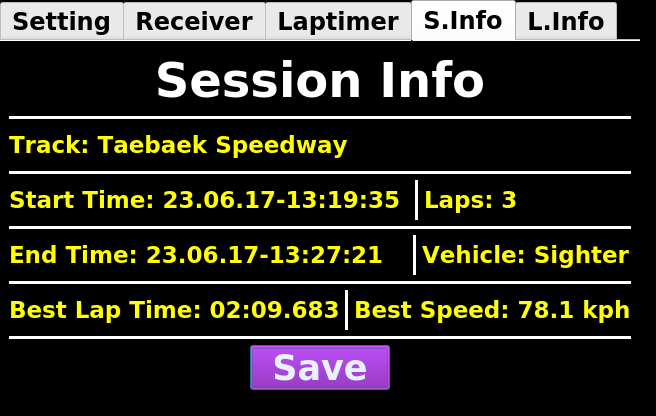 Setting Receiver Laptimer S.Info L.Info
Session Info
Track: Taebaek Speedway
Start Time: 23.06.17-13:19:35 Laps: 3
End Time: 23.06.17-13:27:21 Vehicle: Sighter
Best Lap Time: 02:09.683 Best Speed: 78.1 kph
Save